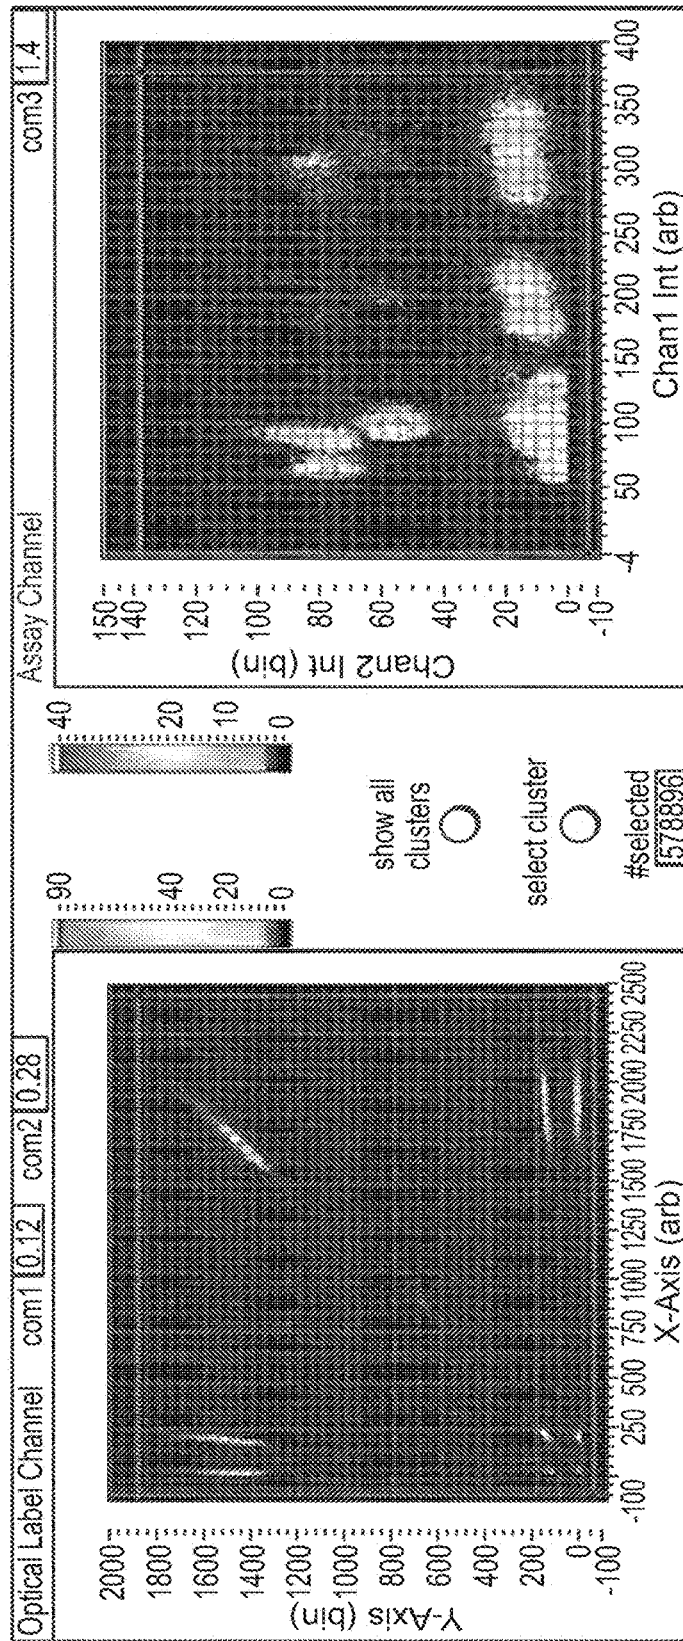 Optical Label Channel com1 0.12 com2 0.28
2000
1600
1400
1200
1000
800
600
400
200
0
-100
Y-Axis (bin)
-100 250 500 750 1000 1250 1500 1750 2000 2250 2500
X-Axis (arb)
90
40
20
0
40
20
10
0
show all
clusters
select cluster
#selected
578896
Assay Channel com3 1.4
150
140
120
100
80
60
40
20
0
-10
Chan2 Int (bin)
-4 50 100 150 200 250 300 350 400
Chan1 Int (arb)